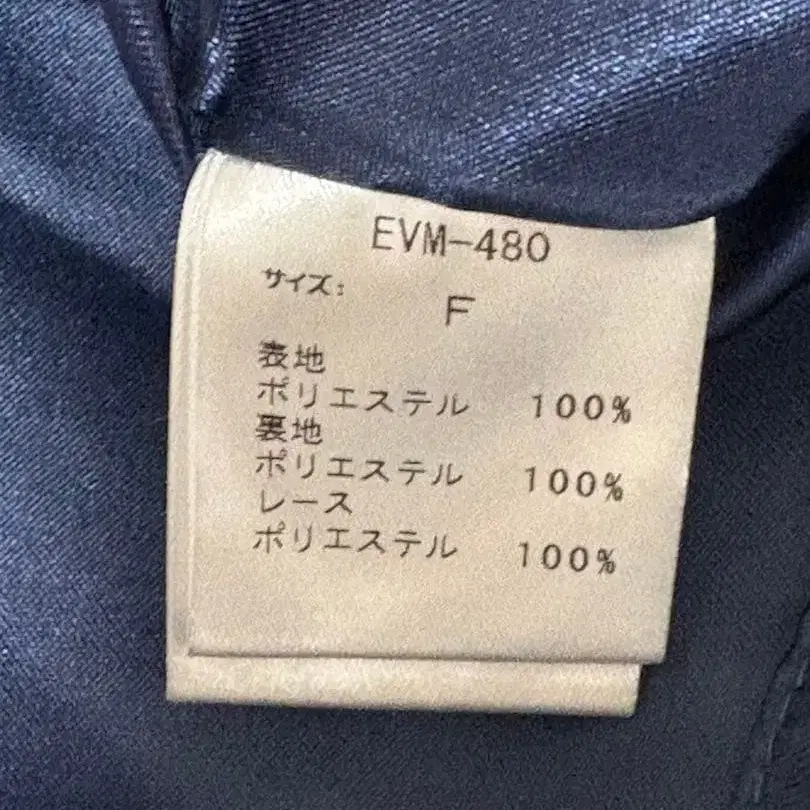 EVM-480
サイズ:
F
表地
ポリエステル 100%
裏地
ポリエステル 100%
レース
ポリエステル 100%